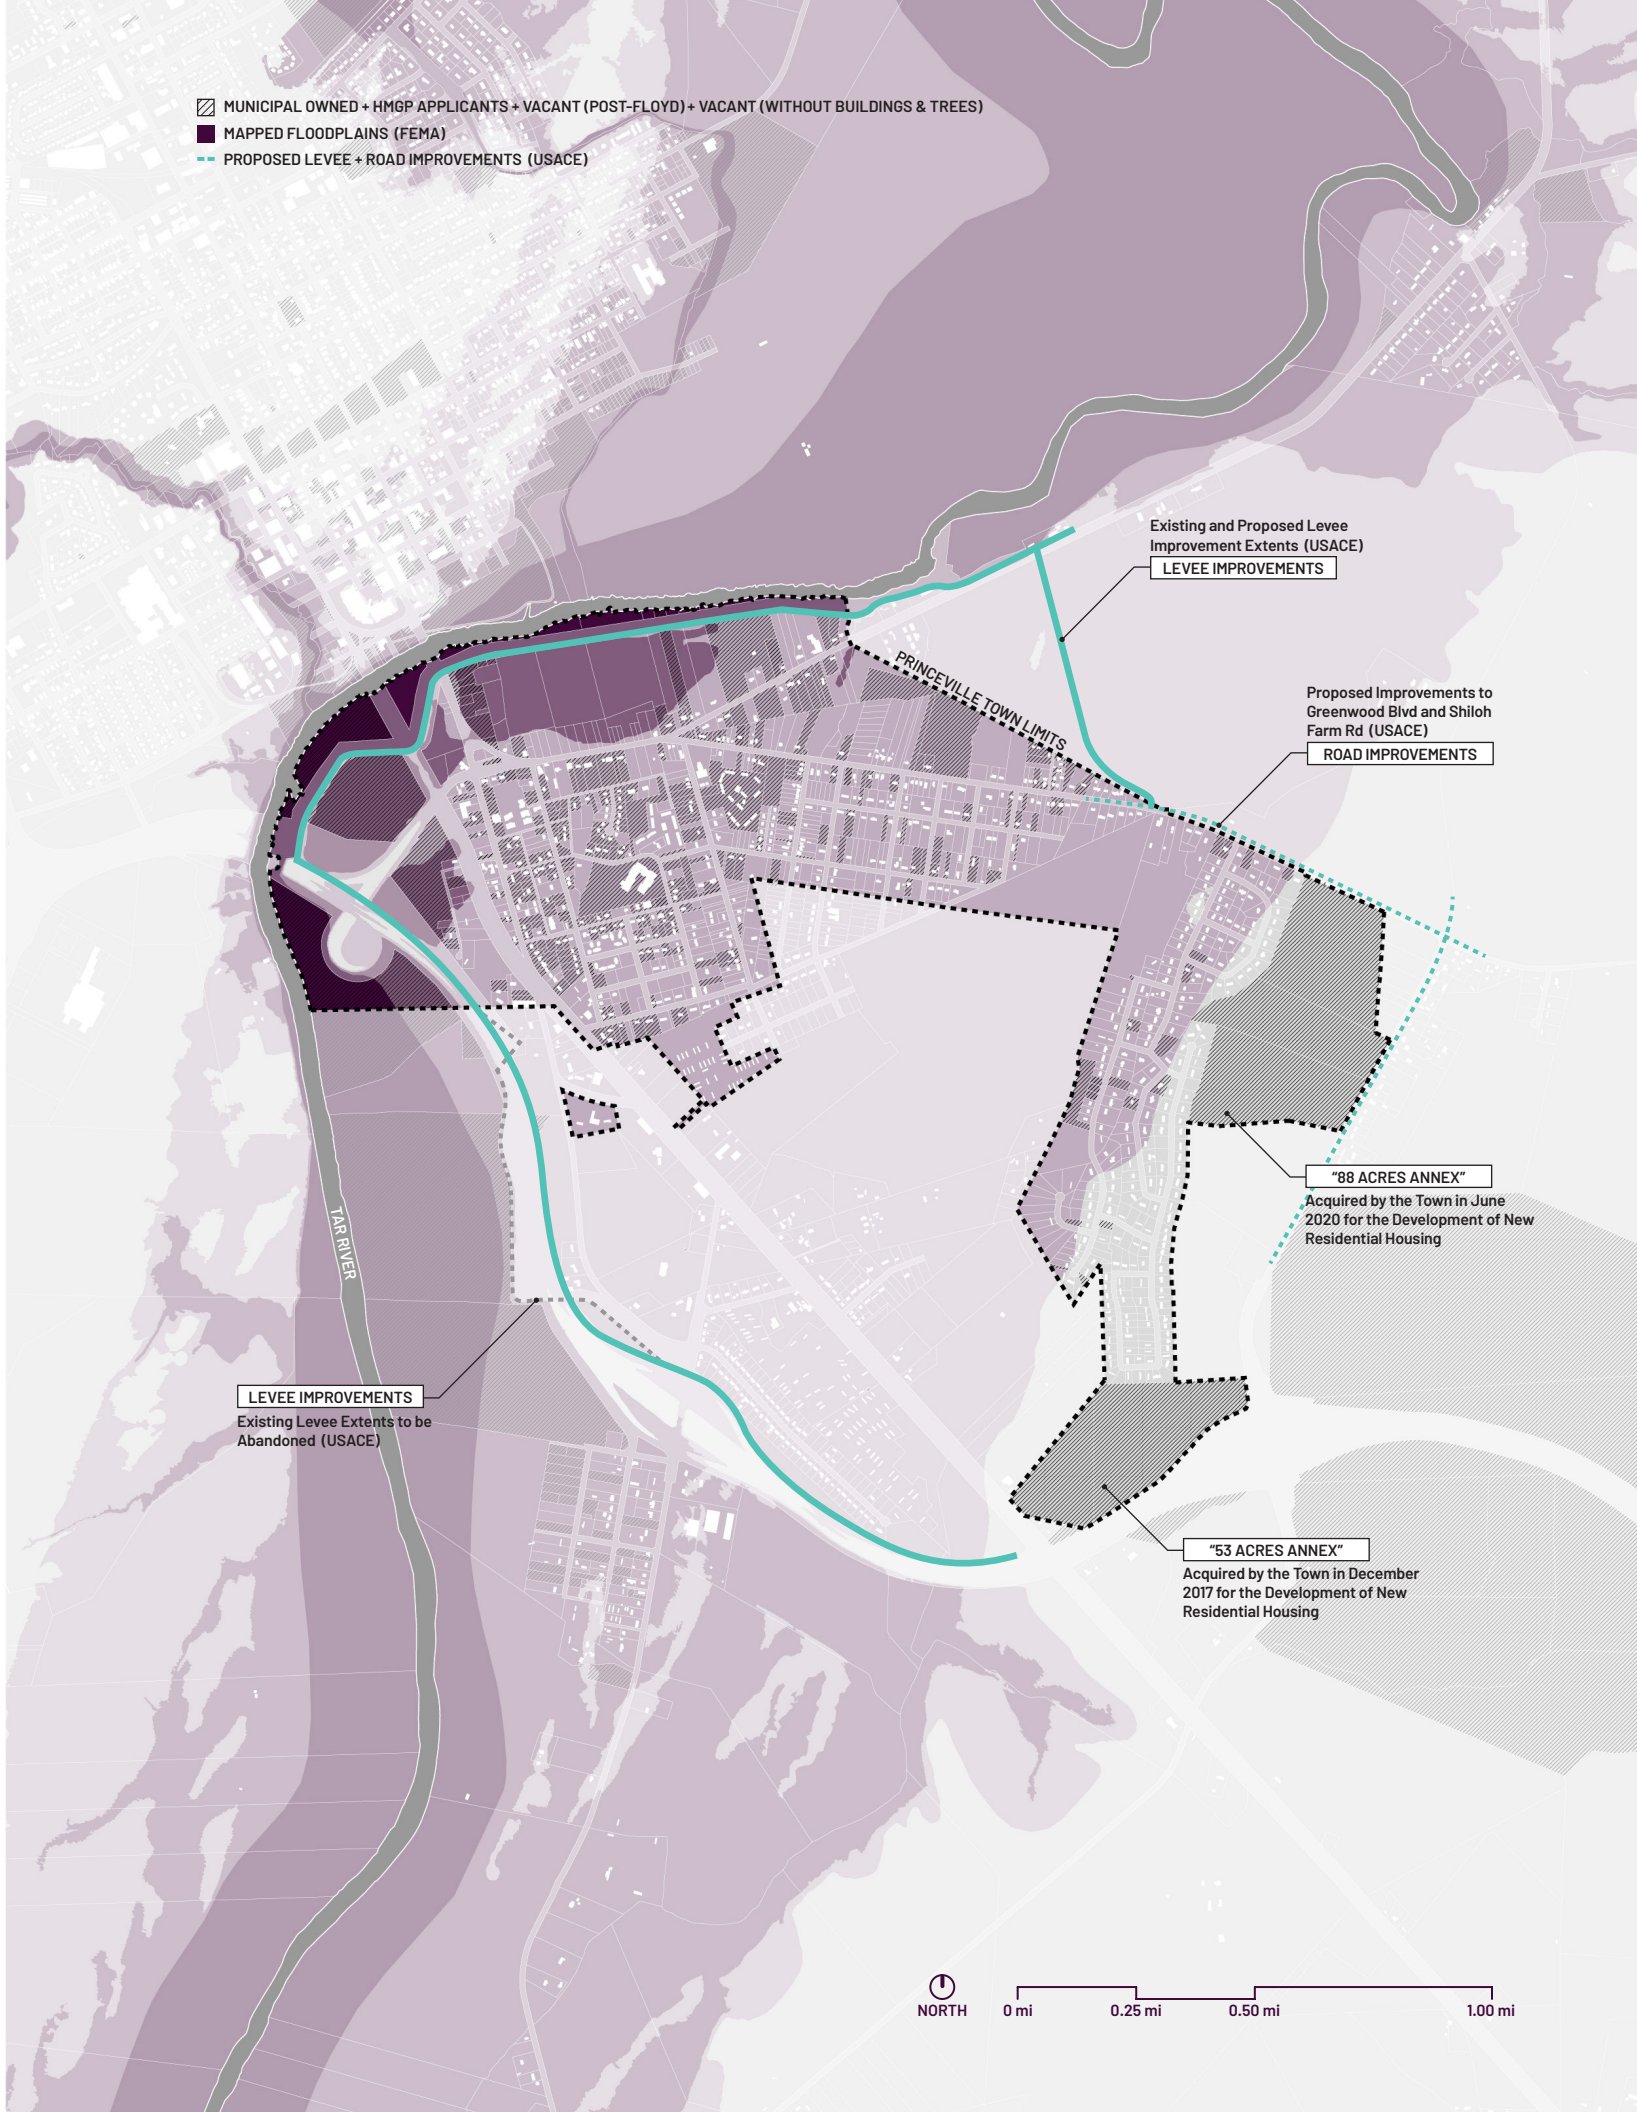 MUNICIPAL OWNED + HMGP APPLICANTS + VACANT (POST-FLOYD) + VACANT (WITHOUT BUILDINGS & TREES)
MAPPED FLOODPLAINS (FEMA)
PROPOSED LEVEE + ROAD IMPROVEMENTS (USACE)
Existing and Proposed Levee
Improvement Extents (USACE)
LEVEE IMPROVEMENTS
PRINCEVILLE TOWN LIMITS
Proposed Improvements to
Greenwood Blvd and Shiloh
Farm Rd (USACE)
ROAD IMPROVEMENTS
"88 ACRES ANNEX"
Acquired by the Town in June
2020 for the Development of New
Residential Housing
TAR RIVER
LEVEE IMPROVEMENTS
Existing Levee Extents to be
Abandoned (USACE)
"53 ACRES ANNEX"
Acquired by the Town in December
2017 for the Development of New
Residential Housing
NORTH
0 mi
0.25 mi
0.50 mi
1.00 mi